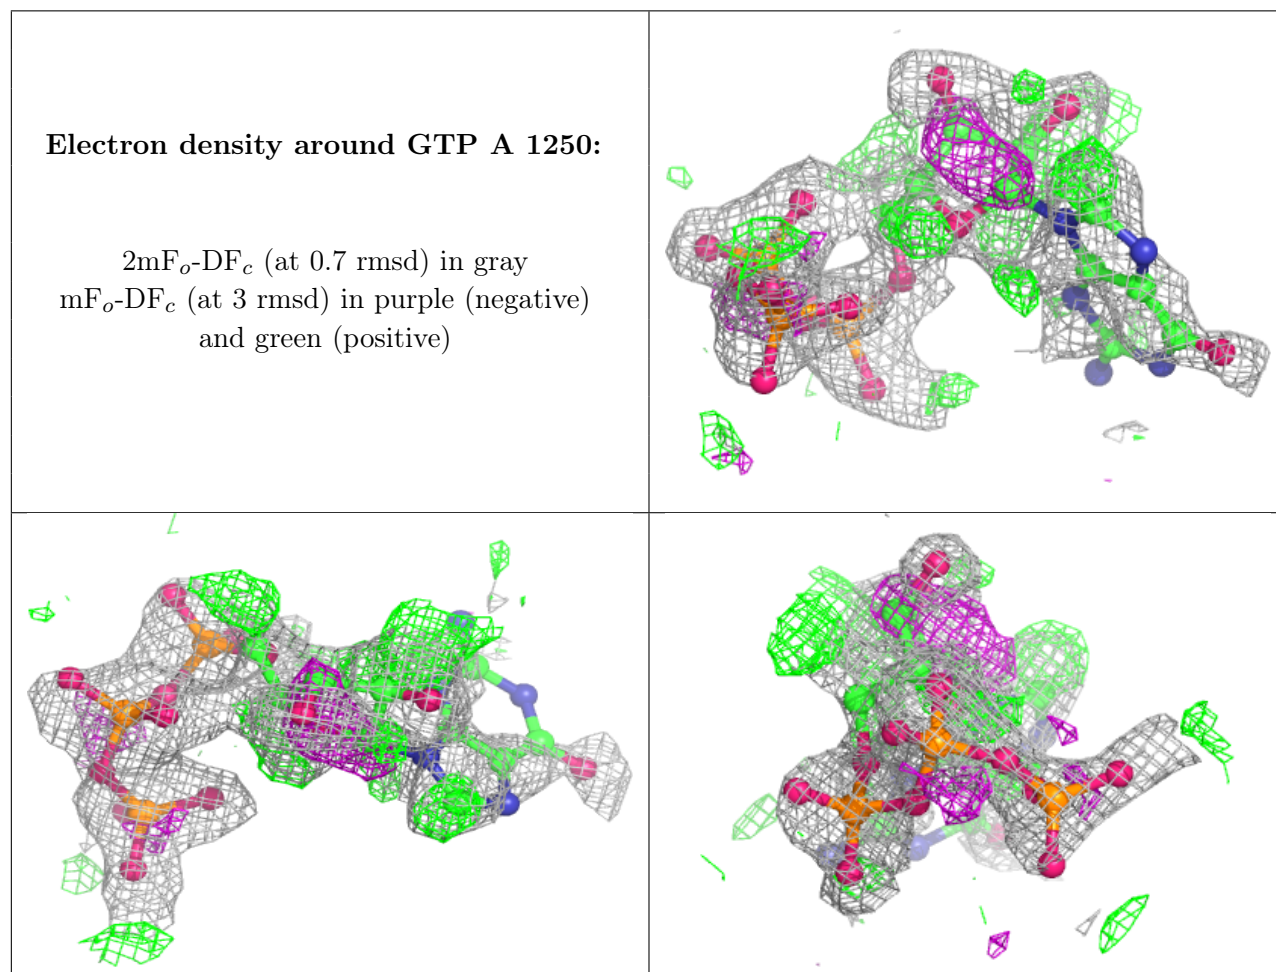 Electron density around GTP A 1250:
2mFo-DFc (at 0.7 rmsd) in gray
mFo-DFc (at 3 rmsd) in purple (negative)
and green (positive)